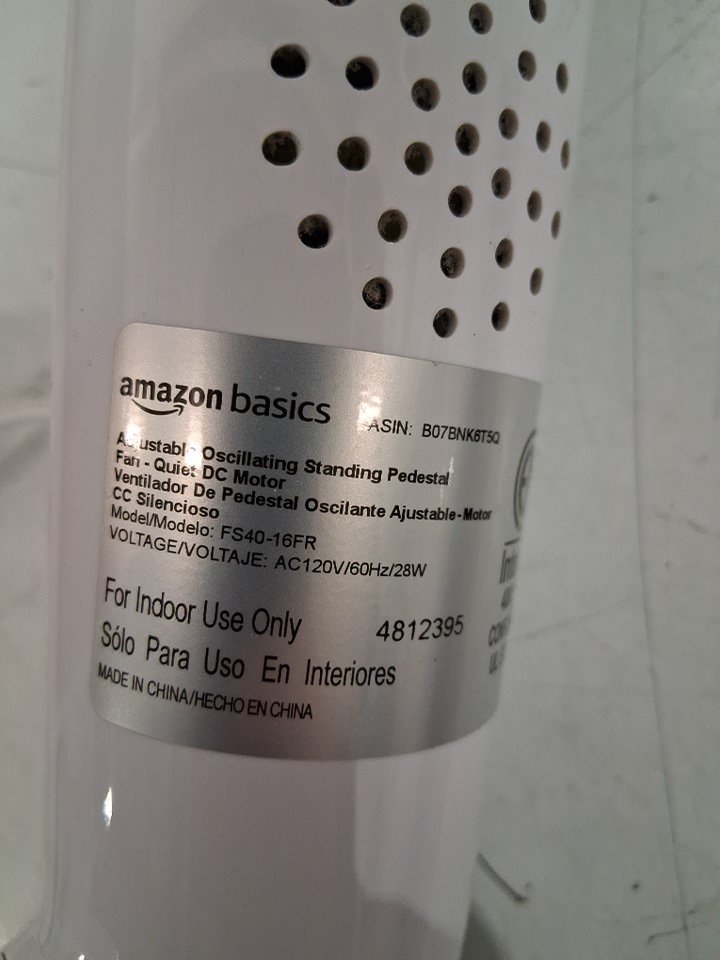 amazon basics
ASIN: B07BNK6T5Q
Adjustable Oscillating Standing Pedestal
Fan - Quiet DC Motor
Ventilador De Pedestal Oscilante Ajustable-Motor
CC Silencioso
Model/Modelo: FS40-16FR
VOLTAGE/VOLTAJE: AC120V/60Hz/28W
For Indoor Use Only
4812395
Sólo Para Uso En Interiores
MADE IN CHINA/HECHO EN CHINA